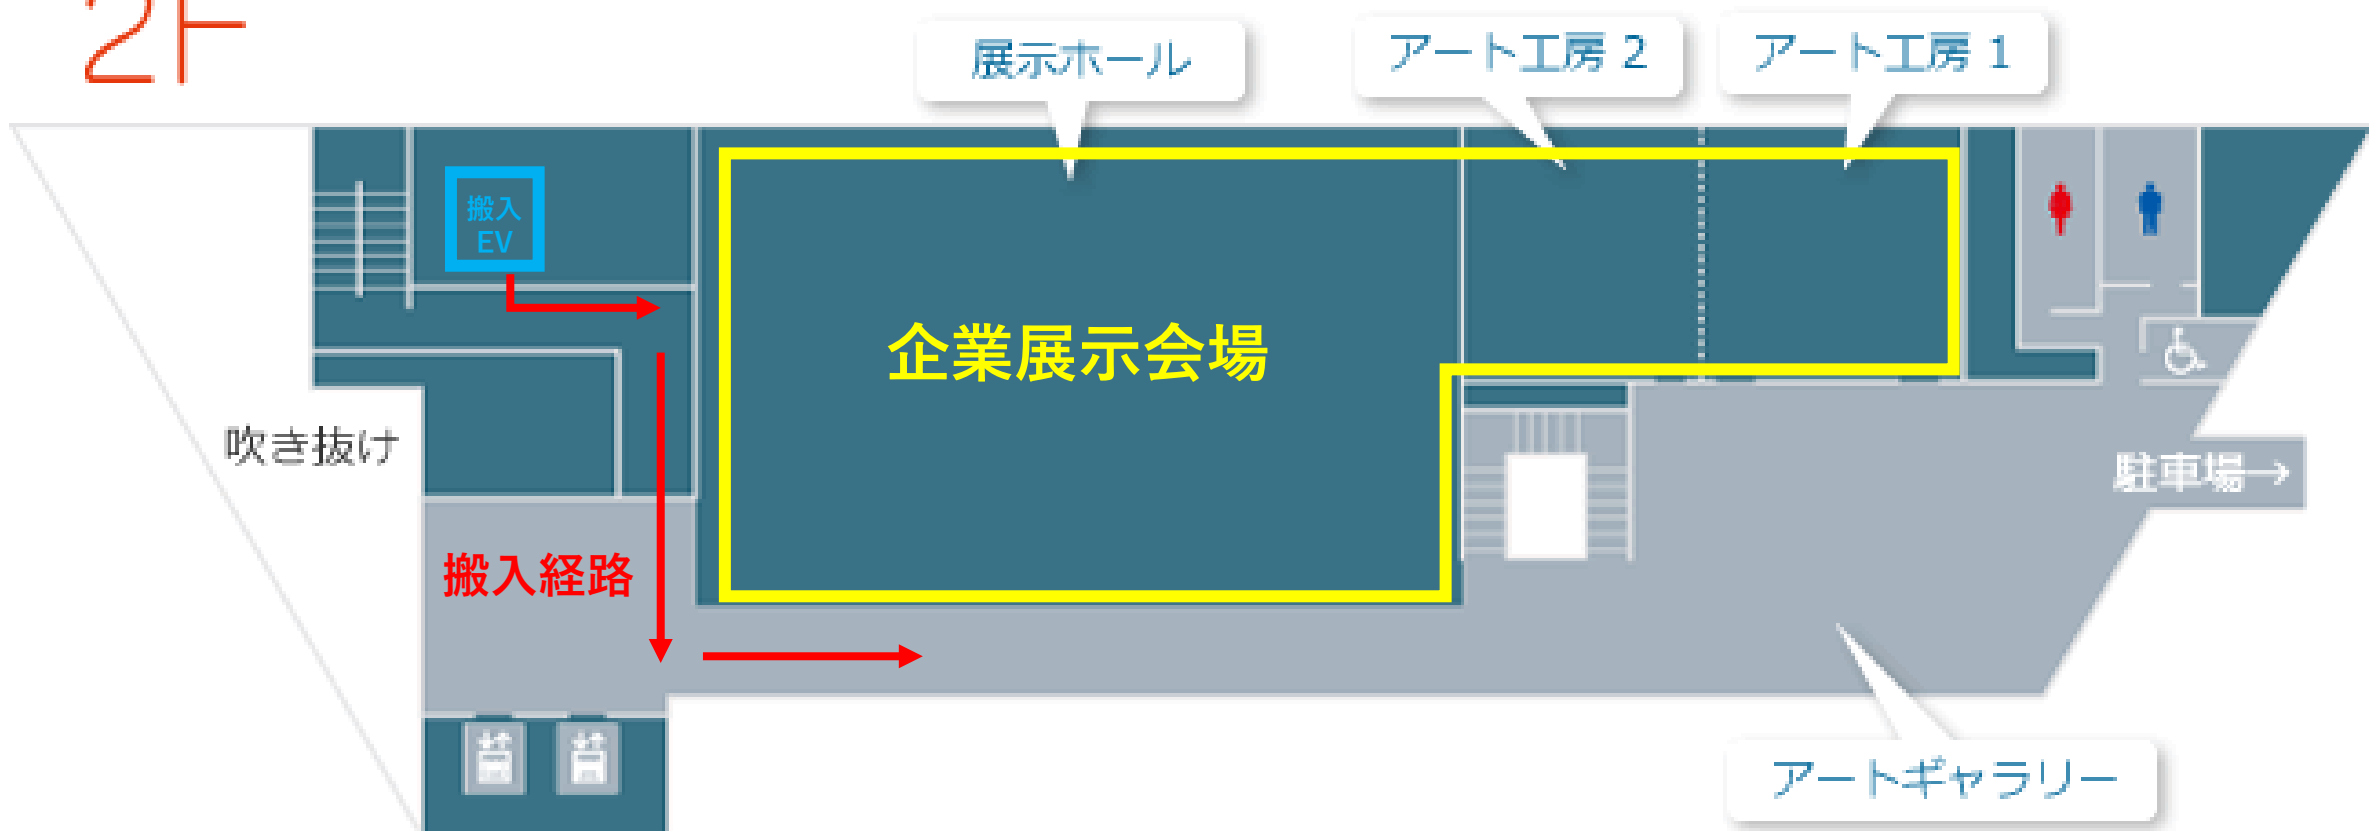 2F
展示ホール
アート工房 2
アート工房 1
搬入
EV
企業展示会場
吹き抜け
駐車場→
搬入経路
アートギャラリー